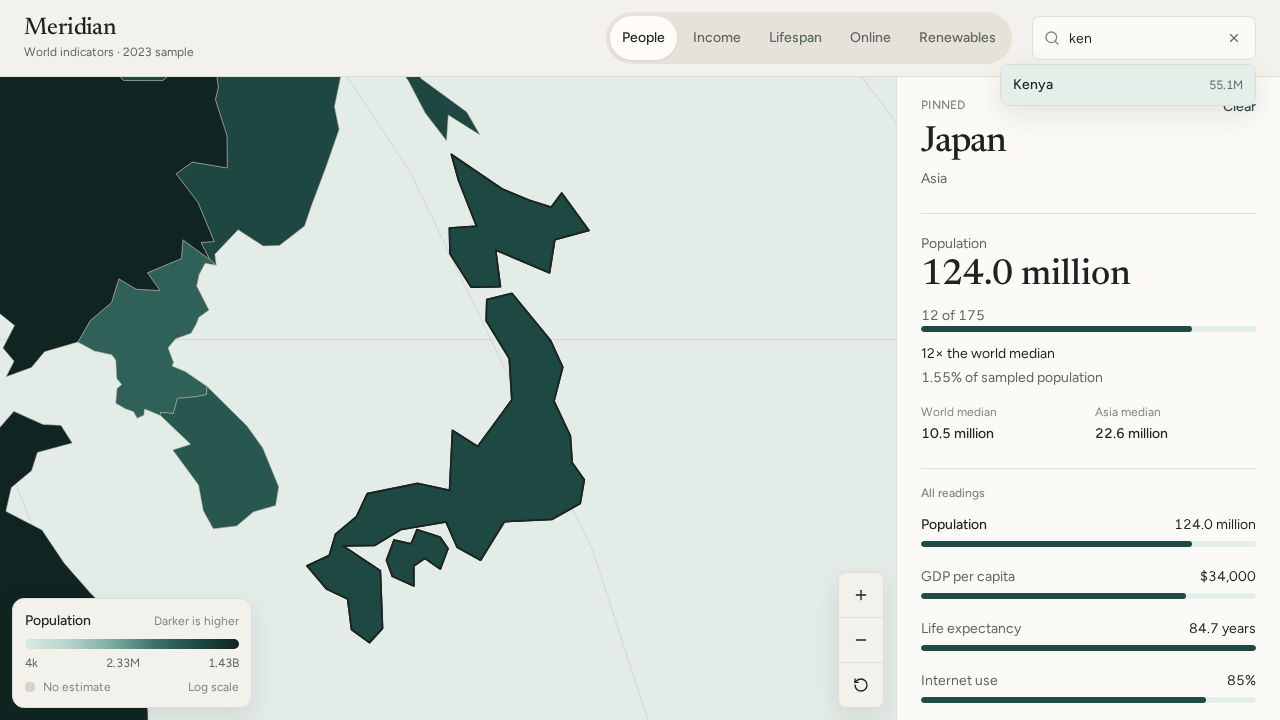 Meridian
World indicators · 2023 sample
People
Income
Lifespan
Online
Renewables
ken
Kenya 55.1M
PINNED Clear
Japan
Asia
Population
124.0 million
12 of 175
12× the world median
1.55% of sampled population
World median Asia median
10.5 million 22.6 million
All readings
Population 124.0 million
GDP per capita $34,000
Life expectancy 84.7 years
Internet use 85%
Population Darker is higher
4k 2.33M 1.43B
No estimate Log scale